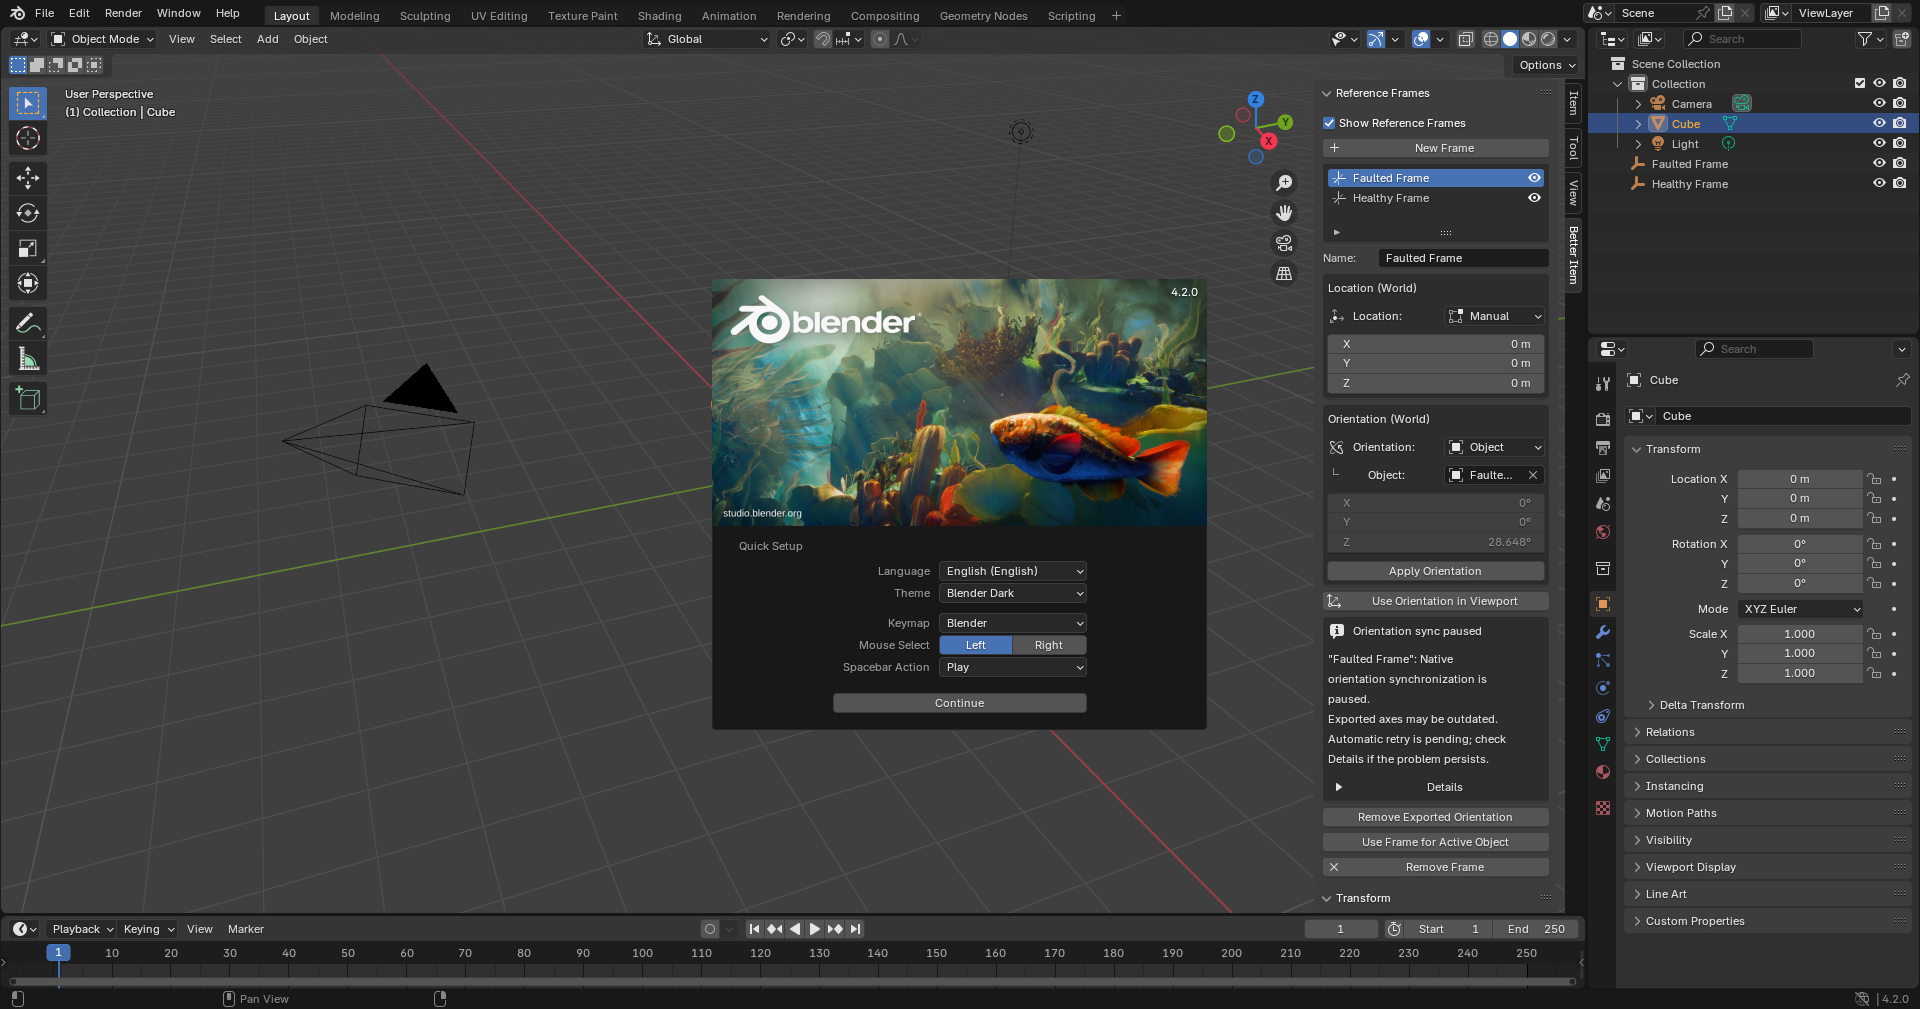 File Edit Render Window Help
Layout Modeling Sculpting UV Editing Texture Paint Shading Animation Rendering Compositing Geometry Nodes Scripting
Scene
ViewLayer
Object Mode View Select Add Object
Global
Options
User Perspective
(1) Collection | Cube
Z
Y
X
Reference Frames
Show Reference Frames
New Frame
Faulted Frame
Healthy Frame
Name: Faulted Frame
Location (World)
Location: Manual
X 0 m
Y 0 m
Z 0 m
Orientation (World)
Orientation: Object
Object: Faulte...
X 0°
Y 0°
Z 28.648°
Apply Orientation
Use Orientation in Viewport
Orientation sync paused
"Faulted Frame": Native
orientation synchronization is
paused.
Exported axes may be outdated.
Automatic retry is pending; check
Details if the problem persists.
Details
Remove Exported Orientation
Use Frame for Active Object
Remove Frame
Transform
Item
Tool
View
Better Item
4.2.0
blender
studio.blender.org
Quick Setup
Language English (English)
Theme Blender Dark
Keymap Blender
Mouse Select Left Right
Spacebar Action Play
Continue
Search
Scene Collection
Collection
Camera
Cube
Light
Faulted Frame
Healthy Frame
Search
Cube
Cube
Transform
Location X 0 m
Y 0 m
Z 0 m
Rotation X 0°
Y 0°
Z 0°
Mode XYZ Euler
Scale X 1.000
Y 1.000
Z 1.000
Delta Transform
Relations
Collections
Instancing
Motion Paths
Visibility
Viewport Display
Line Art
Custom Properties
Playback Keying View Marker
1 Start 1 End 250
1 10 20 30 40 50 60 70 80 90 100 110 120 130 140 150 160 170 180 190 200 210 220 230 240 250
Pan View
4.2.0